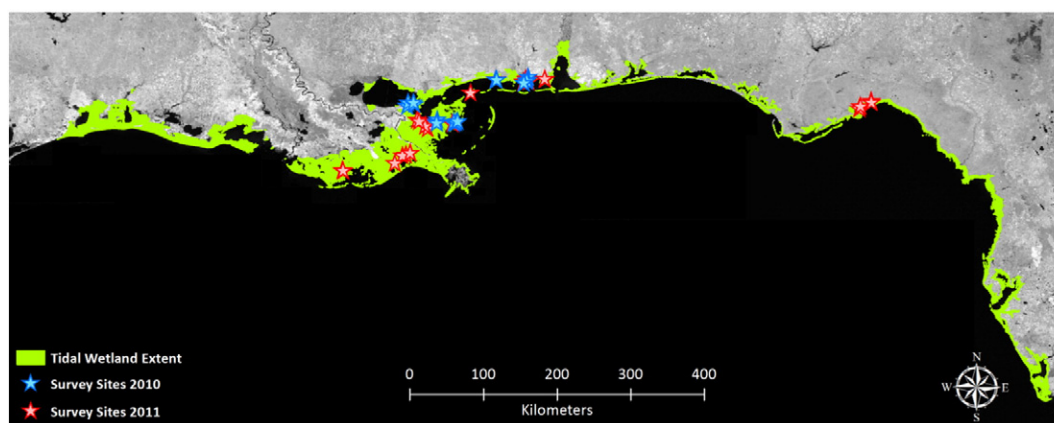 Tidal Wetland Extent
Survey Sites 2010
Survey Sites 2011
0 100 200 300 400
Kilometers
N
W E
S